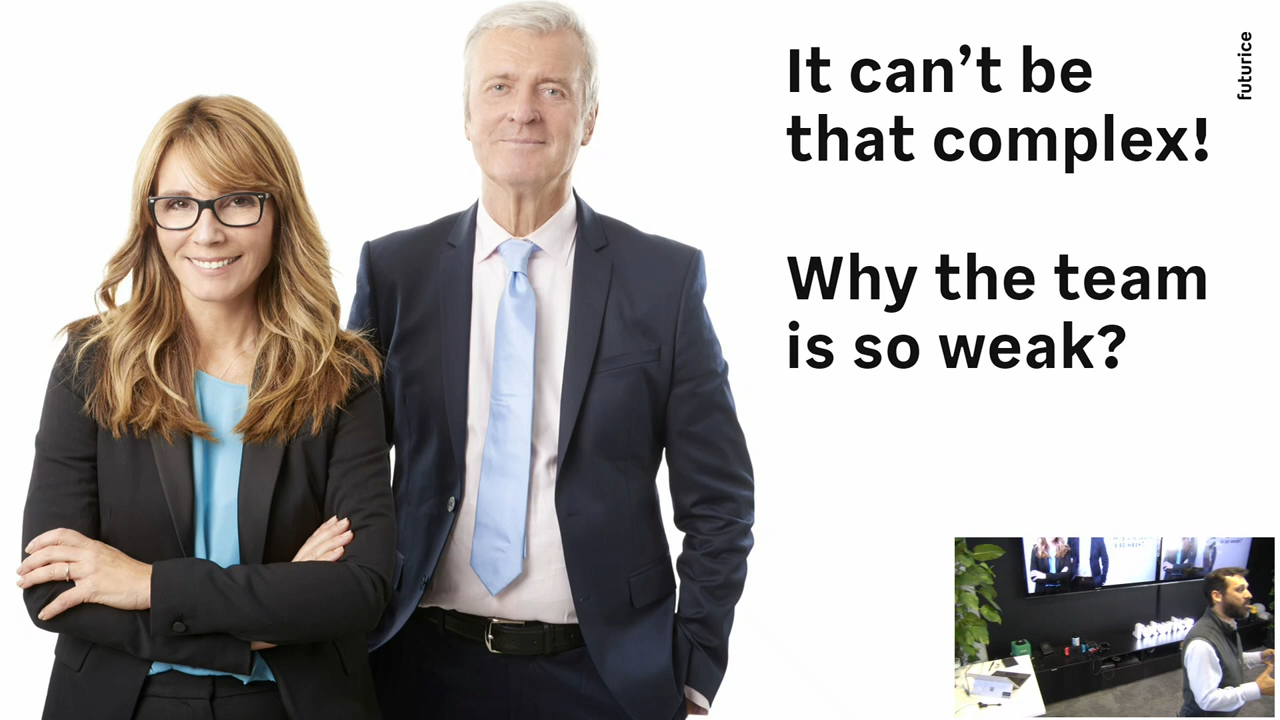 It can’t be
that complex!
Why the team
is so weak?
futurice